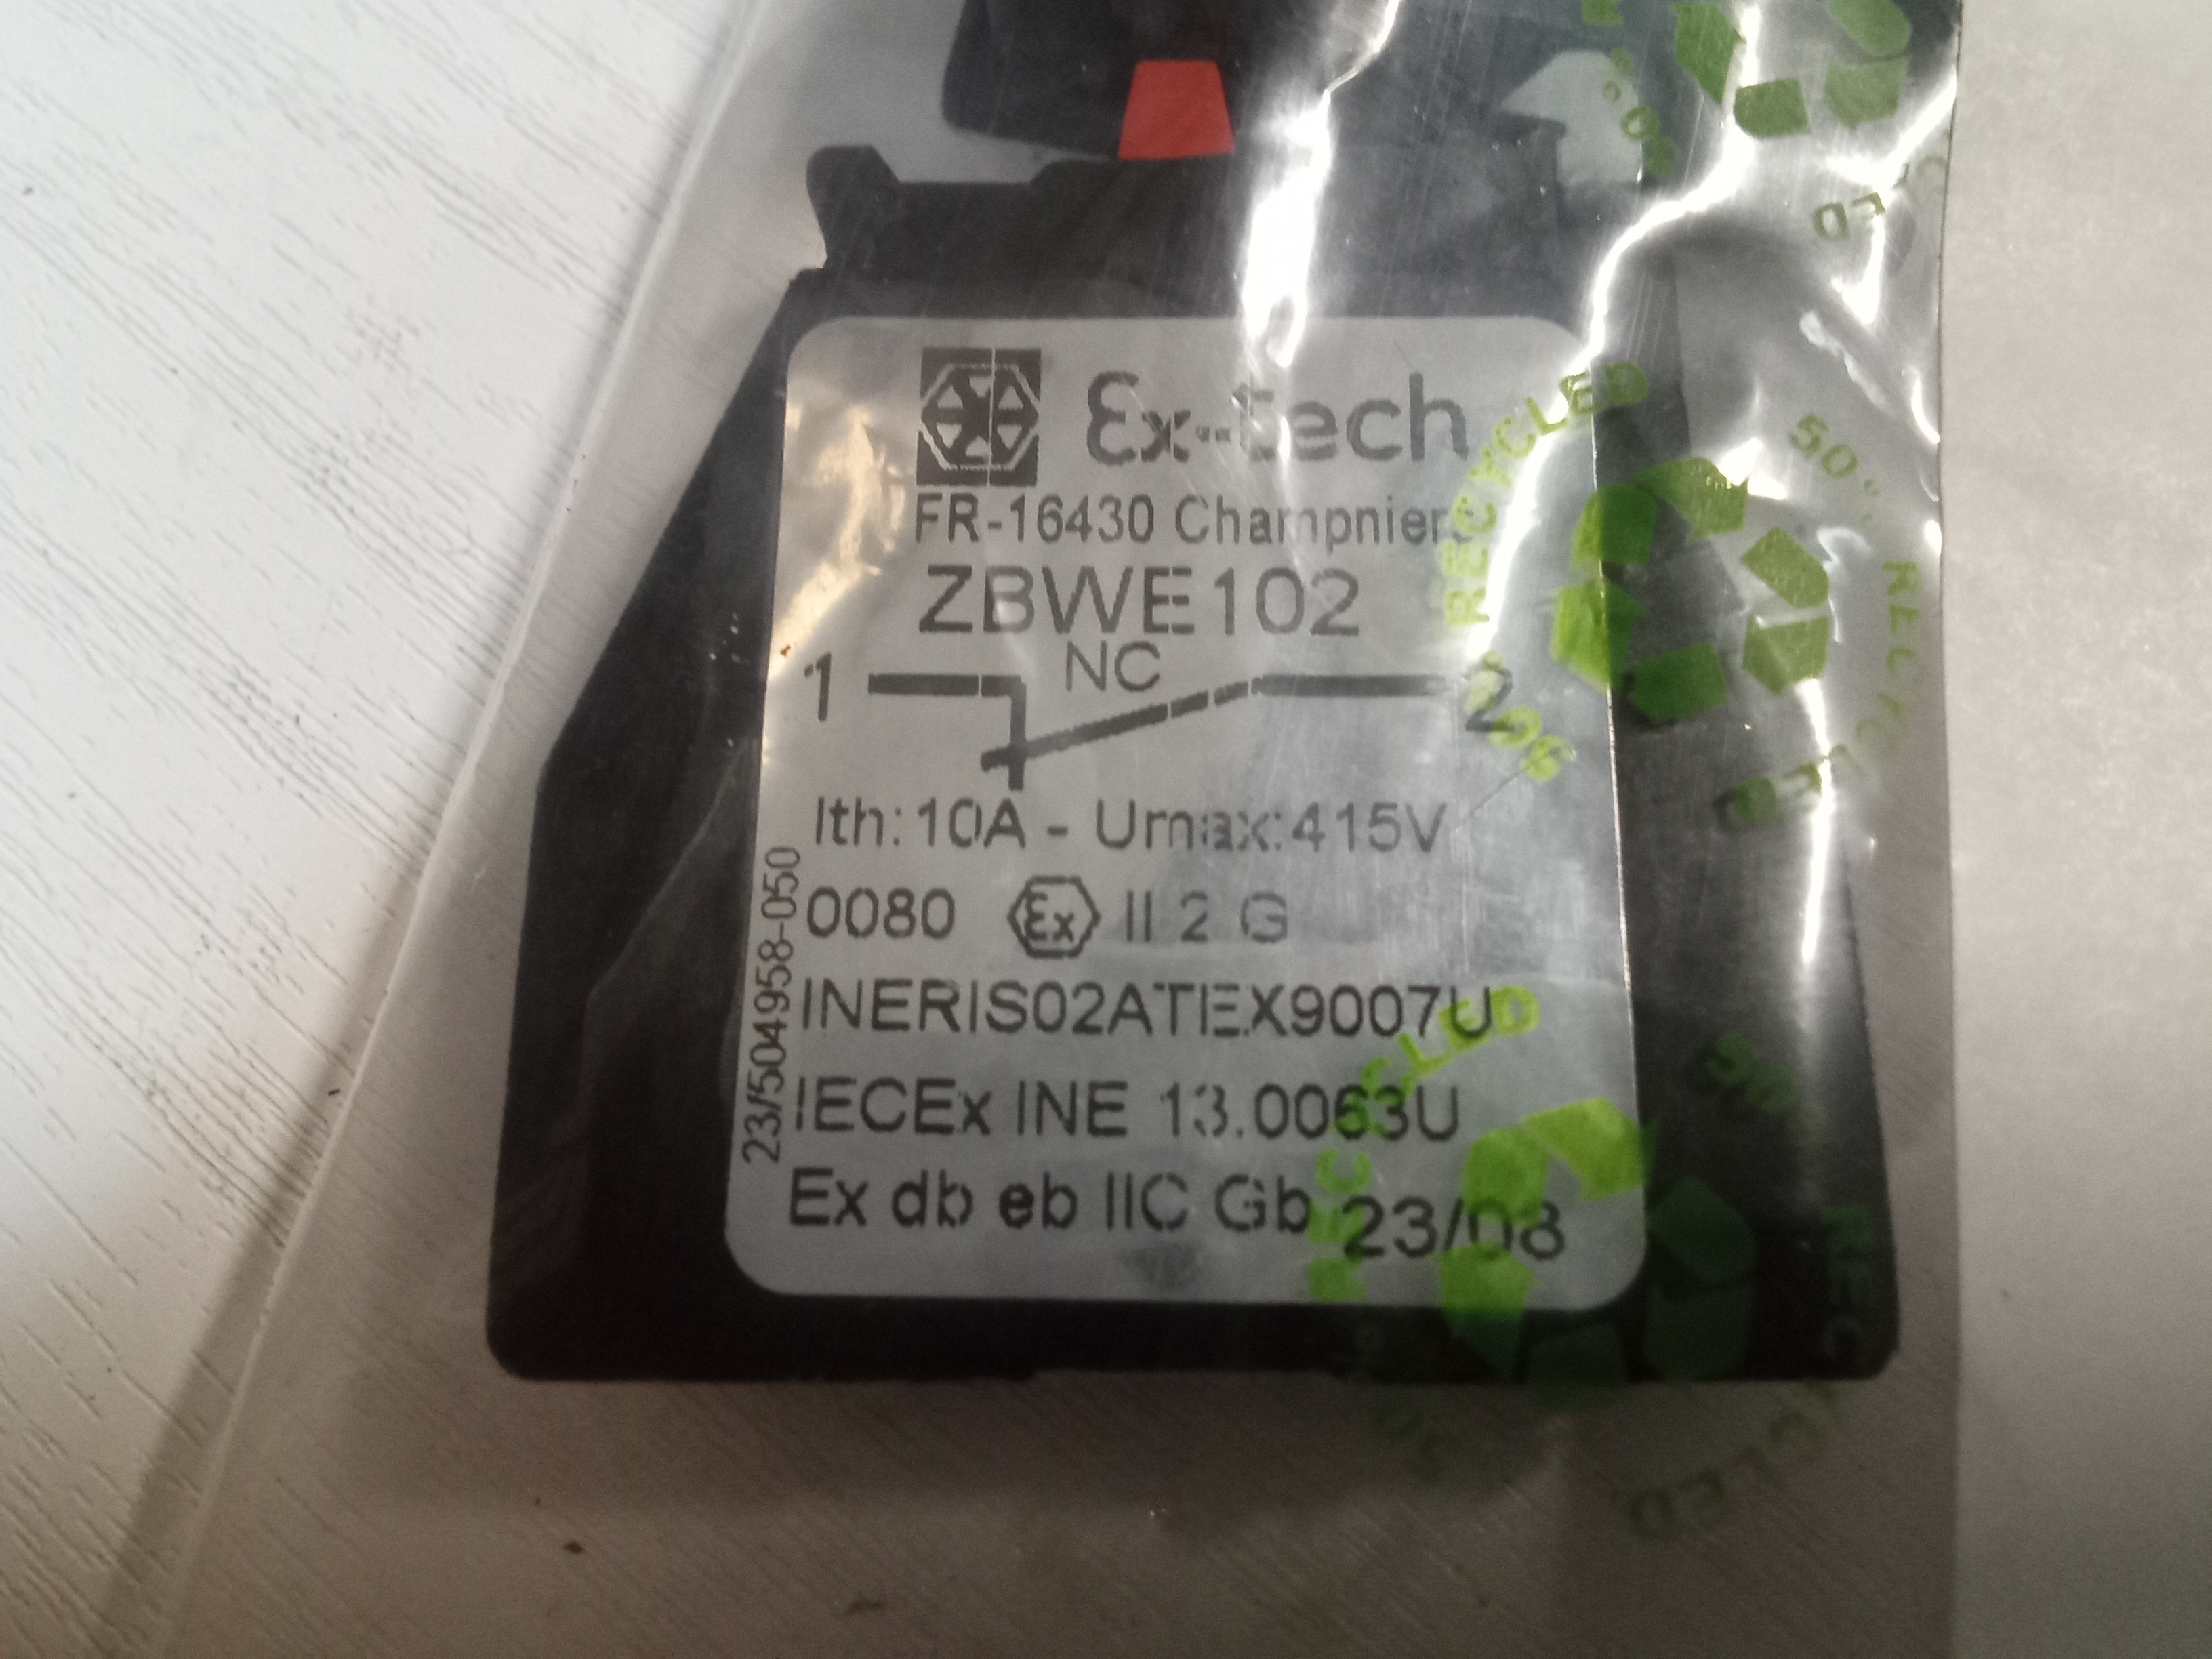 Ex-tech
FR-16430 Champniers
ZBWE102
NC
1 2
Ith:10A - Umax:415V
0080 Ex II 2 G
INERIS02ATEX9007U
IECEx INE 13.0063U
Ex db eb IIC Gb 23/08
23/504958-050
RECYCLED
RECYCLED